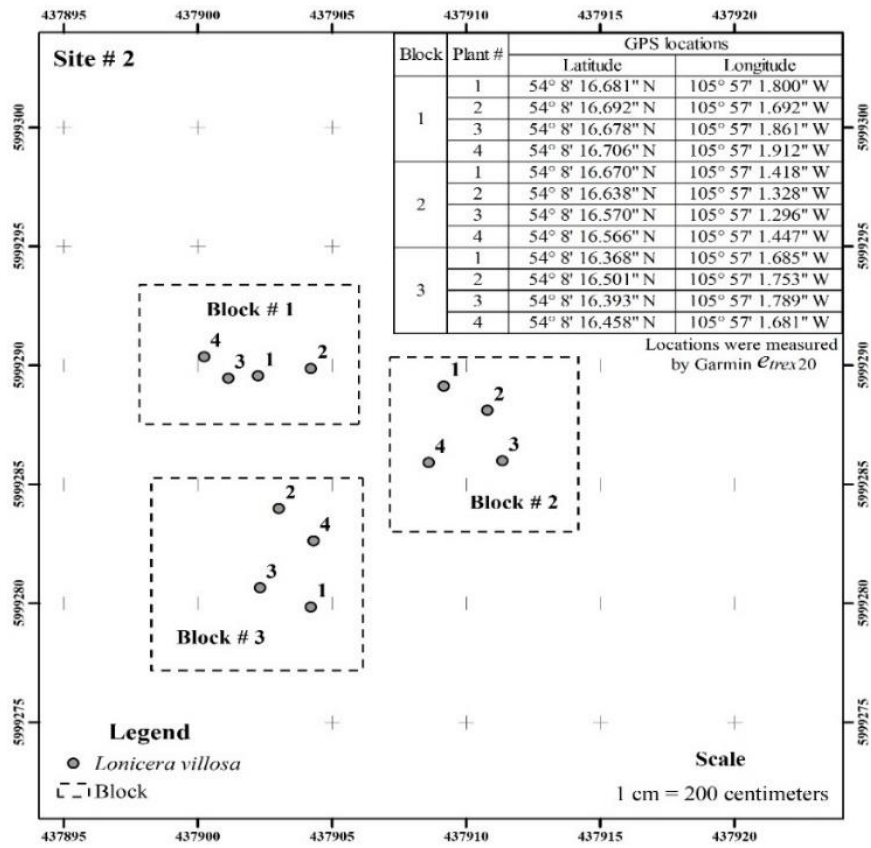 437895 437900 437905 437910 437915 437920
Site # 2
Block Plant # GPS locations
Latitude Longitude
1 1 54° 8' 16.681" N 105° 57' 1.800" W
2 54° 8' 16.692" N 105° 57' 1.692" W
3 54° 8' 16.678" N 105° 57' 1.861" W
4 54° 8' 16.706" N 105° 57' 1.912" W
2 1 54° 8' 16.670" N 105° 57' 1.418" W
2 54° 8' 16.638" N 105° 57' 1.328" W
3 54° 8' 16.570" N 105° 57' 1.296" W
4 54° 8' 16.566" N 105° 57' 1.447" W
3 1 54° 8' 16.368" N 105° 57' 1.685" W
2 54° 8' 16.501" N 105° 57' 1.753" W
3 54° 8' 16.393" N 105° 57' 1.789" W
4 54° 8' 16.458" N 105° 57' 1.681" W
Locations were measured
by Garmin etrex20
5999300 5999300
5999295 5999295
5999290 5999290
5999285 5999285
5999280 5999280
5999275 5999275
Block # 1
4 3 1 2
1
2
4 3
Block # 2
2
4
3
1
Block # 3
Legend
Lonicera villosa
Block
Scale
1 cm = 200 centimeters
437895 437900 437905 437910 437915 437920